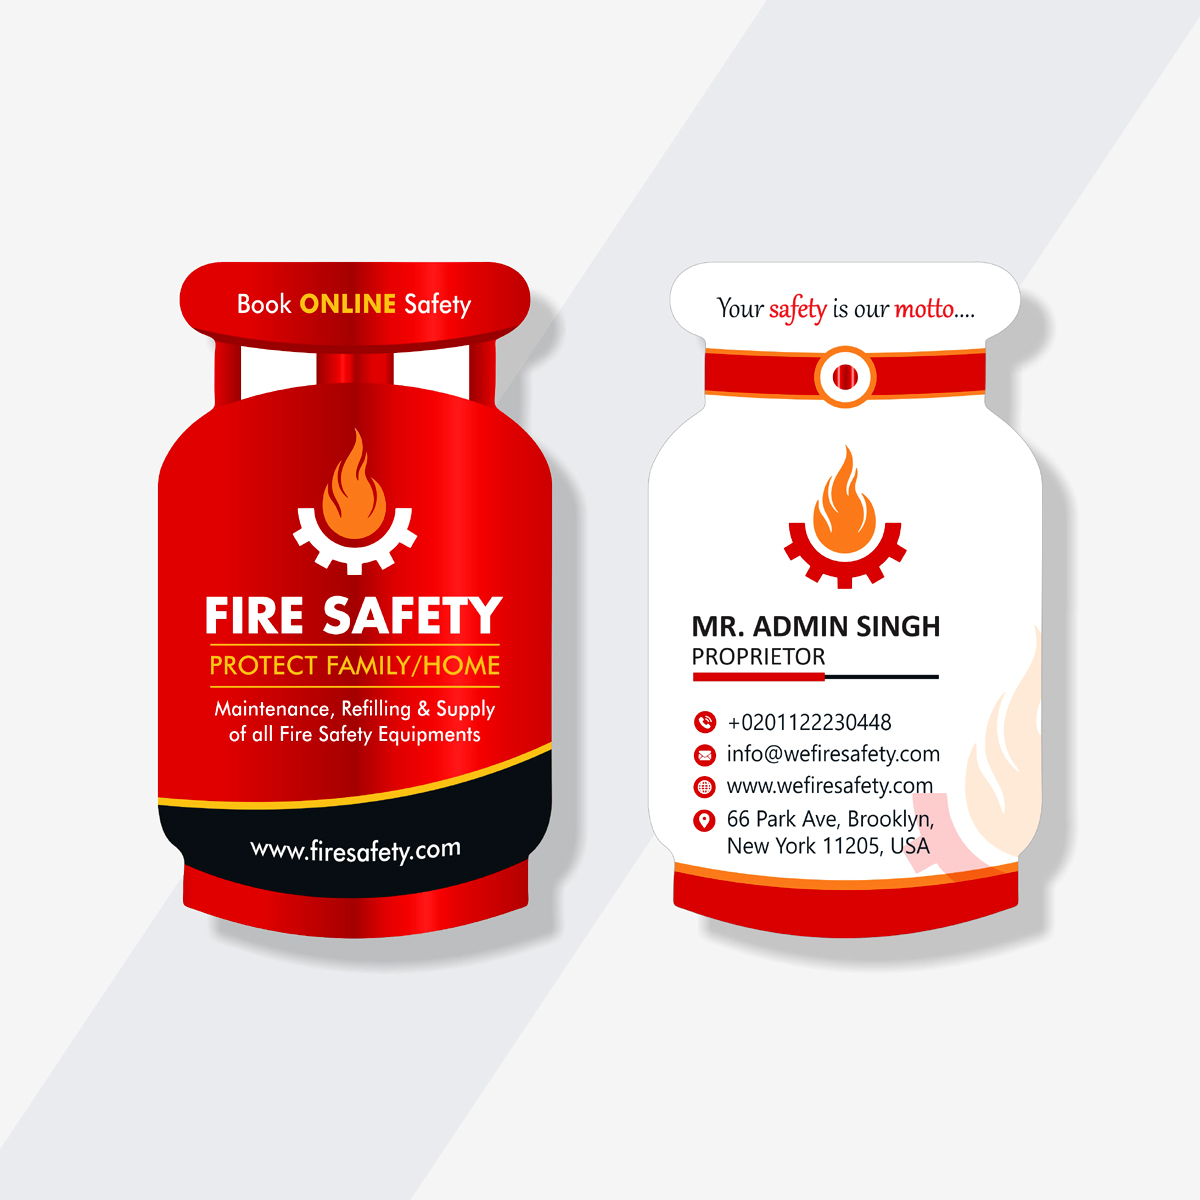 Book ONLINE Safety
FIRE SAFETY
PROTECT FAMILY/HOME
Maintenance, Refilling & Supply
of all Fire Safety Equipments
www.firesafety.com
Your safety is our motto....
MR. ADMIN SINGH
PROPRIETOR
+0201122230448
info@wefiresafety.com
www.wefiresafety.com
66 Park Ave, Brooklyn,
New York 11205, USA